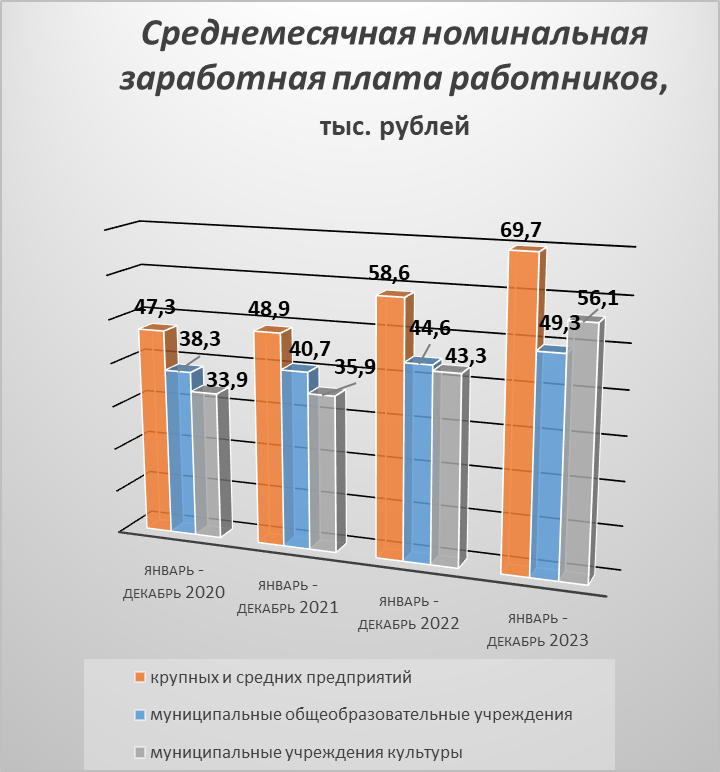 Среднемесячная номинальная
заработная плата работников,
тыс. рублей
69,7
58,6
56,1
47,3
48,9
49,3
38,3
44,6
40,7
43,3
33,9
35,9
ЯНВАРЬ -
ДЕКАБРЬ 2020
ЯНВАРЬ -
ДЕКАБРЬ 2021
ЯНВАРЬ -
ДЕКАБРЬ 2022
ЯНВАРЬ -
ДЕКАБРЬ 2023
крупных и средних предприятий
муниципальные общеобразовательные учреждения
муниципальные учреждения культуры